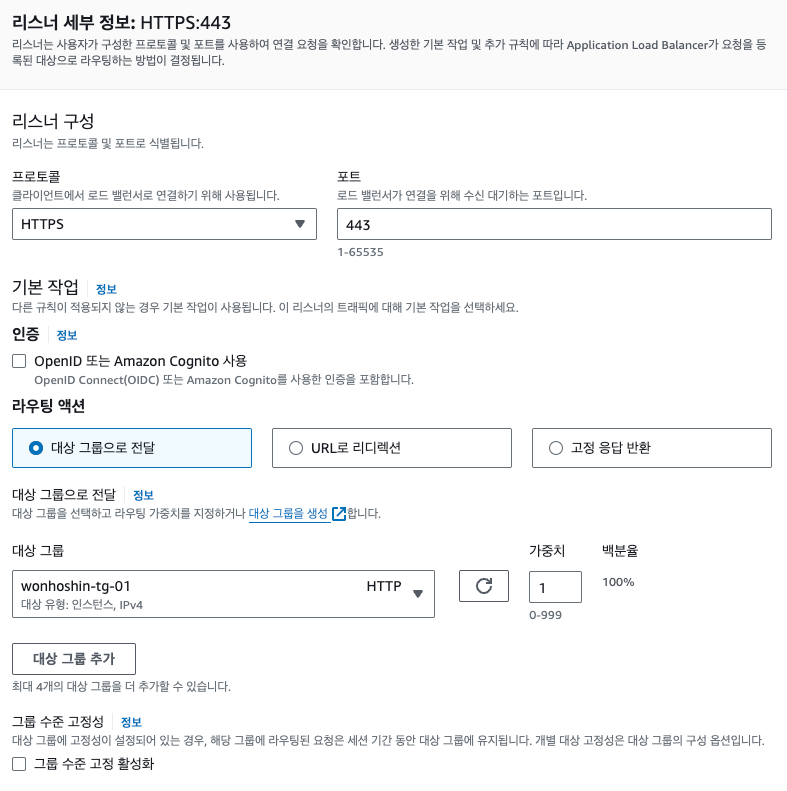 리스너 세부 정보: HTTPS:443
리스너는 사용자가 구성한 프로토콜 및 포트를 사용하여 연결 요청을 확인합니다. 생성한 기본 작업 및 추가 규칙에 따라 Application Load Balancer가 요청을 등
록된 대상으로 라우팅하는 방법이 결정됩니다.
리스너 구성
리스너는 프로토콜 및 포트로 식별됩니다.
프로토콜
클라이언트에서 로드 밸런서로 연결하기 위해 사용됩니다.
HTTPS
포트
로드 밸런서가 연결을 위해 수신 대기하는 포트입니다.
443
1-65535
기본 작업 정보
다른 규칙이 적용되지 않는 경우 기본 작업이 사용됩니다. 이 리스너의 트래픽에 대해 기본 작업을 선택하세요.
인증 정보
OpenID 또는 Amazon Cognito 사용
OpenID Connect(OIDC) 또는 Amazon Cognito를 사용한 인증을 포함합니다.
라우팅 액션
대상 그룹으로 전달
URL로 리디렉션
고정 응답 반환
대상 그룹으로 전달 정보
대상 그룹을 선택하고 라우팅 가중치를 지정하거나 대상 그룹을 생성 합니다.
대상 그룹
wonhoshin-tg-01 HTTP
대상 유형: 인스턴스, IPv4
가중치
1
0-999
백분율
100%
대상 그룹 추가
최대 4개의 대상 그룹을 더 추가할 수 있습니다.
그룹 수준 고정성 정보
대상 그룹에 고정성이 설정되어 있는 경우, 해당 그룹에 라우팅된 요청은 세션 기간 동안 대상 그룹에 유지됩니다. 개별 대상 고정성은 대상 그룹의 구성 옵션입니다.
그룹 수준 고정 활성화